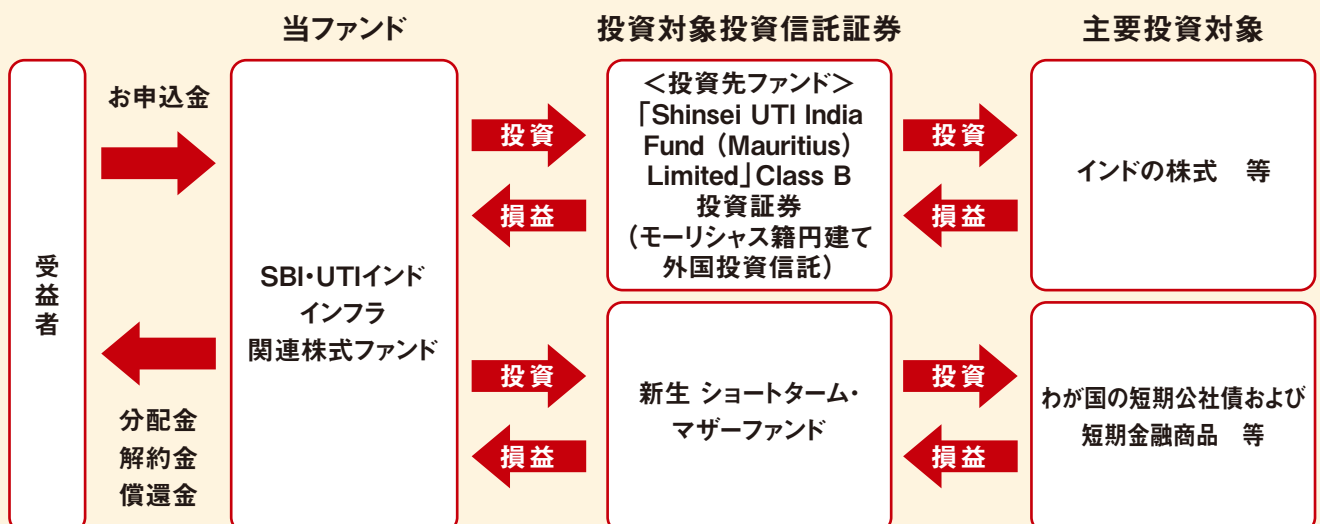 当ファンド
投資対象投資信託証券
主要投資対象
受益者
お申込金
分配金
解約金
償還金
SBI・UTIインド
インフラ
関連株式ファンド
投資
損益
＜投資先ファンド＞
「Shinsei UTI India
Fund（Mauritius）
Limited」Class B
投資証券
（モーリシャス籍円建て
外国投資信託）
投資
損益
インドの株式　等
投資
損益
新生 ショートターム・
マザーファンド
投資
損益
わが国の短期公社債および
短期金融商品　等